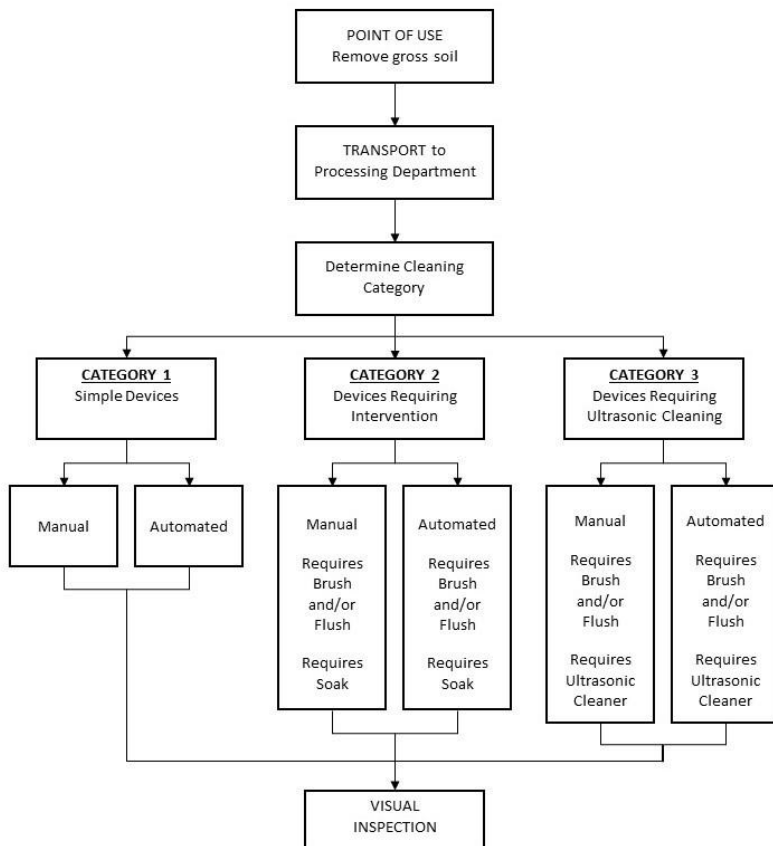 POINT OF USE
Remove gross soil
TRANSPORT to
Processing Department
Determine Cleaning
Category
CATEGORY 1
Simple Devices
CATEGORY 2
Devices Requiring
Intervention
CATEGORY 3
Devices Requiring
Ultrasonic Cleaning
Manual
Automated
Manual
Requires
Brush
and/or
Flush
Requires
Soak
Automated
Requires
Brush
and/or
Flush
Requires
Soak
Manual
Requires
Brush
and/or
Flush
Requires
Ultrasonic
Cleaner
Automated
Requires
Brush
and/or
Flush
Requires
Ultrasonic
Cleaner
VISUAL
INSPECTION